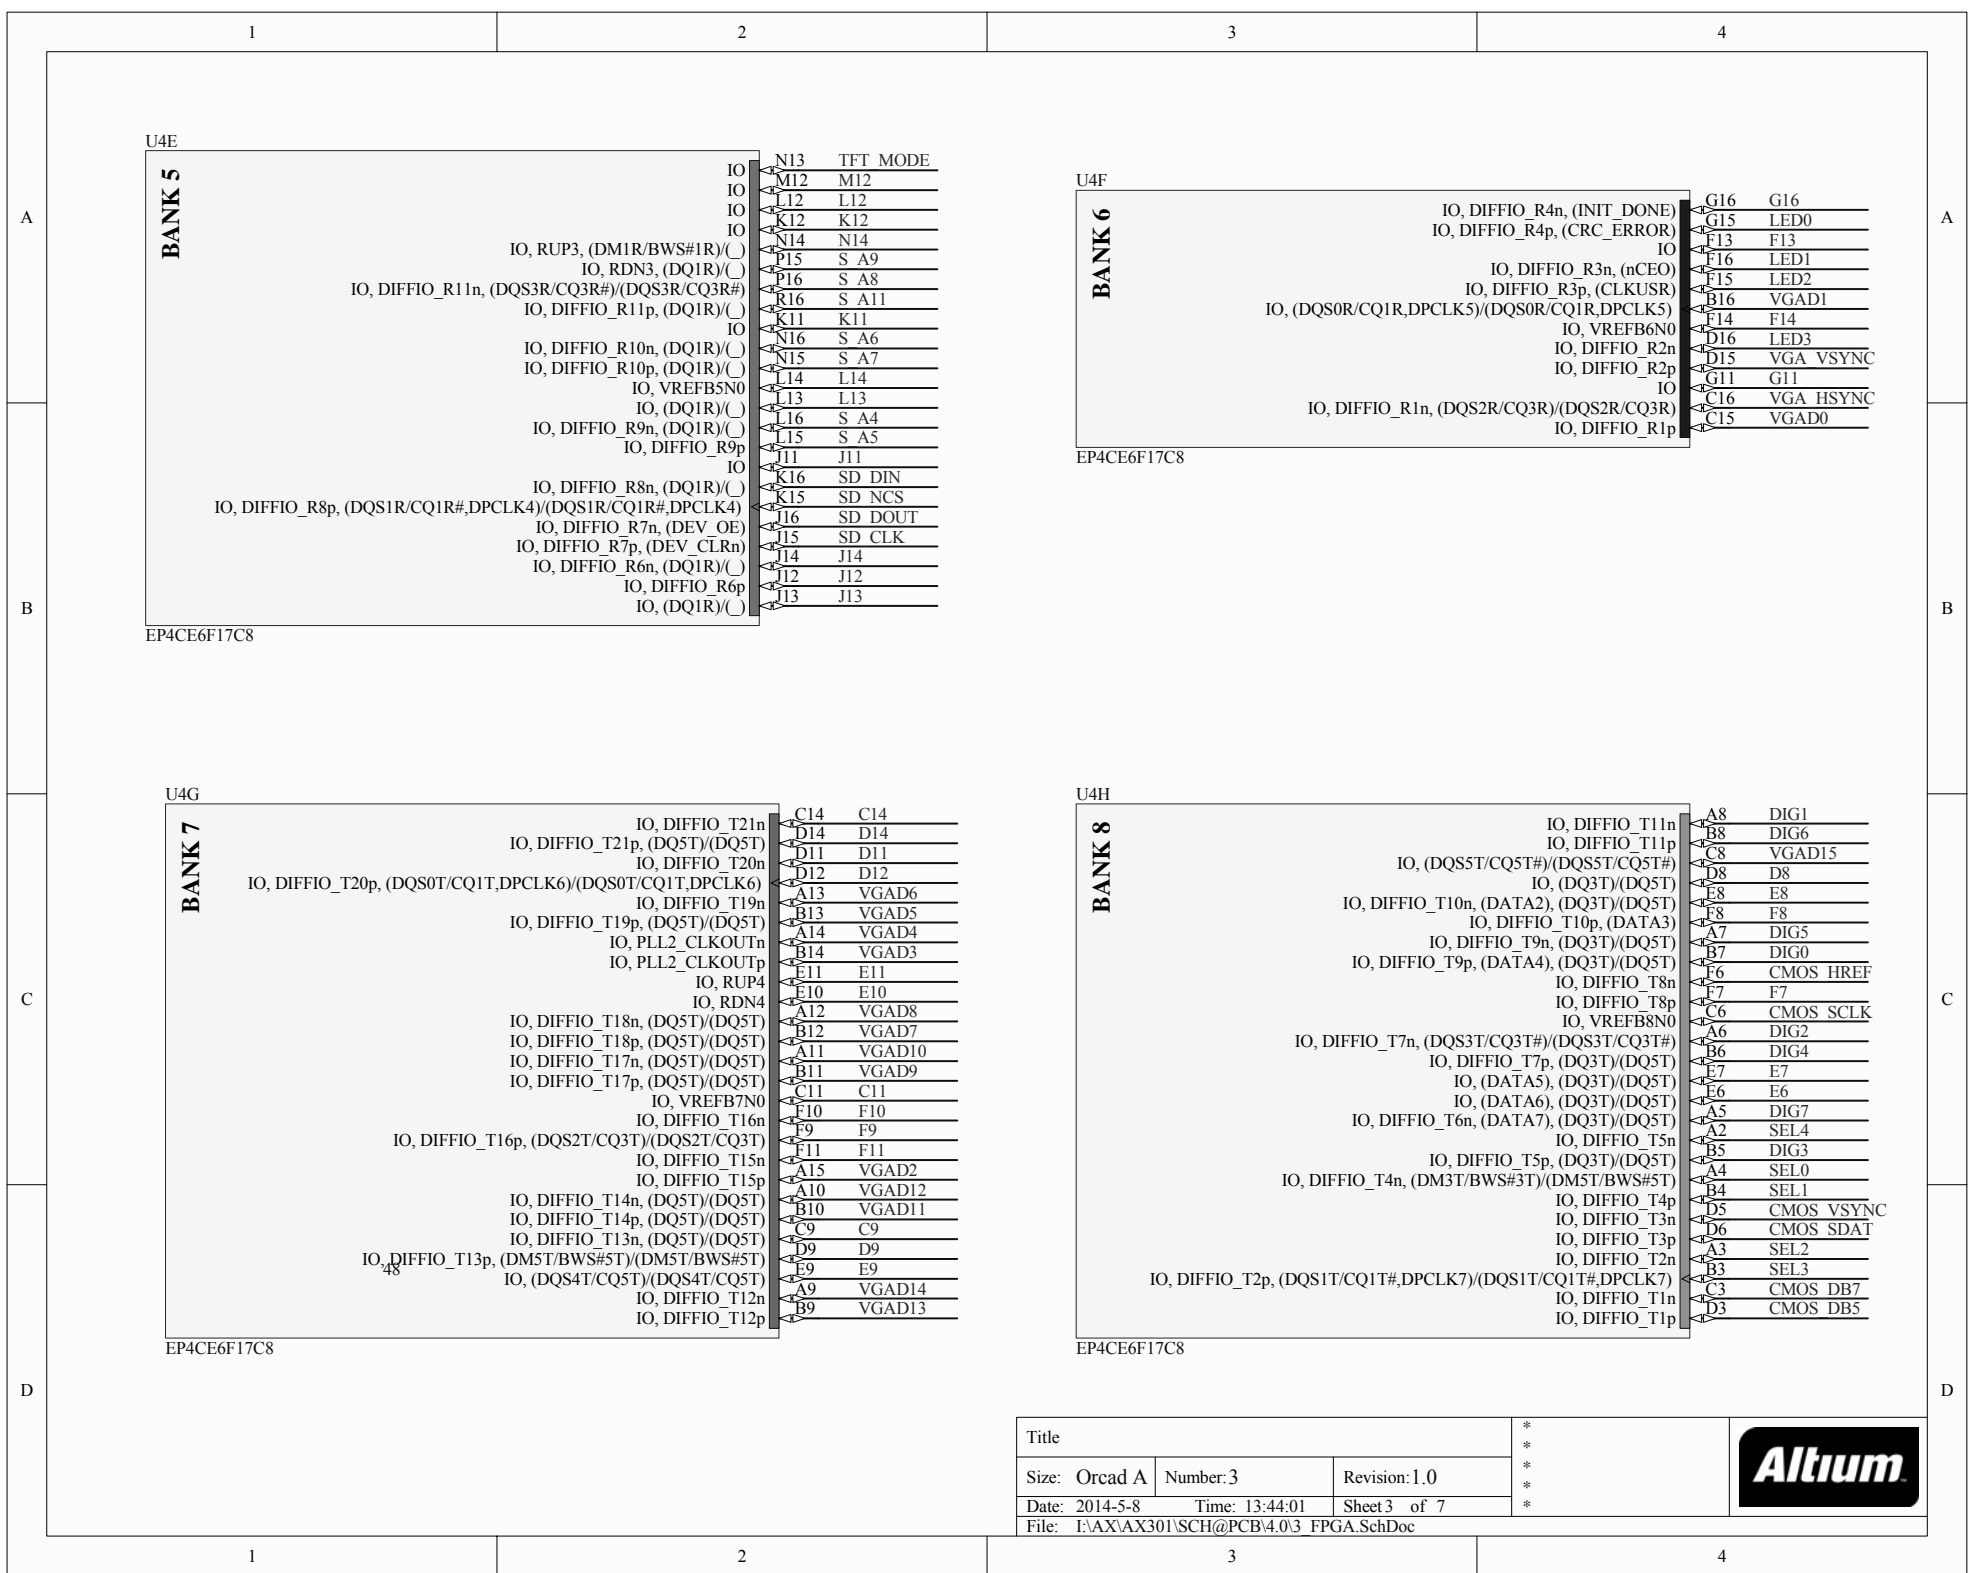 1 2 3 4
U4E
BANK 5
IO N13 TFT_MODE
IO M12 M12
IO L12 L12
IO K12 K12
IO, RUP3, (DM1R/BWS#1R)/(_) N14 N14
IO, RDN3, (DQ1R)/(_) P15 S_A9
IO, DIFFIO_R11n, (DQS3R/CQ3R#)/(DQS3R/CQ3R#) P16 S_A8
IO, DIFFIO_R11p, (DQ1R)/(_) R16 S_A11
IO K11 K11
IO, DIFFIO_R10n, (DQ1R)/(_) N16 S_A6
IO, DIFFIO_R10p, (DQ1R)/(_) N15 S_A7
IO, VREFB5N0 L14 L14
IO, (DQ1R)/(_) L13 L13
IO, DIFFIO_R9n, (DQ1R)/(_) L16 S_A4
IO, DIFFIO_R9p L15 S_A5
IO J11 J11
IO, DIFFIO_R8n, (DQ1R)/(_) K16 SD_DIN
IO, DIFFIO_R8p, (DQS1R/CQ1R#,DPCLK4)/(DQS1R/CQ1R#,DPCLK4) K15 SD_NCS
IO, DIFFIO_R7n, (DEV_OE) J16 SD_DOUT
IO, DIFFIO_R7p, (DEV_CLRn) J15 SD_CLK
IO, DIFFIO_R6n, (DQ1R)/(_) J14 J14
IO, DIFFIO_R6p J12 J12
IO, (DQ1R)/(_) J13 J13
EP4CE6F17C8
U4F
BANK 6
IO, DIFFIO_R4n, (INIT_DONE) G16 G16
IO, DIFFIO_R4p, (CRC_ERROR) G15 LED0
IO F13 F13
IO, DIFFIO_R3n, (nCEO) F16 LED1
IO, DIFFIO_R3p, (CLKUSR) F15 LED2
IO, (DQS0R/CQ1R,DPCLK5)/(DQS0R/CQ1R,DPCLK5) B16 VGAD1
IO, VREFB6N0 F14 F14
IO, DIFFIO_R2n D16 LED3
IO, DIFFIO_R2p D15 VGA_VSYNC
IO G11 G11
IO, DIFFIO_R1n, (DQS2R/CQ3R)/(DQS2R/CQ3R) C16 VGA_HSYNC
IO, DIFFIO_R1p C15 VGAD0
EP4CE6F17C8
A A
B B
U4G
BANK 7
IO, DIFFIO_T21n C14 C14
IO, DIFFIO_T21p, (DQ5T)/(DQ5T) D14 D14
IO, DIFFIO_T20n D11 D11
IO, DIFFIO_T20p, (DQS0T/CQ1T,DPCLK6)/(DQS0T/CQ1T,DPCLK6) D12 D12
IO, DIFFIO_T19n A13 VGAD6
IO, DIFFIO_T19p, (DQ5T)/(DQ5T) B13 VGAD5
IO, PLL2_CLKOUTn A14 VGAD4
IO, PLL2_CLKOUTp B14 VGAD3
IO, RUP4 E11 E11
IO, RDN4 E10 E10
IO, DIFFIO_T18n, (DQ5T)/(DQ5T) A12 VGAD8
IO, DIFFIO_T18p, (DQ5T)/(DQ5T) B12 VGAD7
IO, DIFFIO_T17n, (DQ5T)/(DQ5T) A11 VGAD10
IO, DIFFIO_T17p, (DQ5T)/(DQ5T) B11 VGAD9
IO, VREFB7N0 C11 C11
IO, DIFFIO_T16n F10 F10
IO, DIFFIO_T16p, (DQS2T/CQ3T)/(DQS2T/CQ3T) F9 F9
IO, DIFFIO_T15n F11 F11
IO, DIFFIO_T15p A15 VGAD2
IO, DIFFIO_T14n, (DQ5T)/(DQ5T) A10 VGAD12
IO, DIFFIO_T14p, (DQ5T)/(DQ5T) B10 VGAD11
IO, DIFFIO_T13n, (DQ5T)/(DQ5T) C9 C9
IO, DIFFIO_T13p, (DM5T/BWS#5T)/(DM5T/BWS#5T) D9 D9
48
IO, (DQS4T/CQ5T)/(DQS4T/CQ5T) E9 E9
IO, DIFFIO_T12n A9 VGAD14
IO, DIFFIO_T12p B9 VGAD13
EP4CE6F17C8
U4H
BANK 8
IO, DIFFIO_T11n A8 DIG1
IO, DIFFIO_T11p B8 DIG6
IO, (DQS5T/CQ5T#)/(DQS5T/CQ5T#) C8 VGAD15
IO, (DQ3T)/(DQ5T) D8 D8
IO, DIFFIO_T10n, (DATA2), (DQ3T)/(DQ5T) E8 E8
IO, DIFFIO_T10p, (DATA3) F8 F8
IO, DIFFIO_T9n, (DQ3T)/(DQ5T) A7 DIG5
IO, DIFFIO_T9p, (DATA4), (DQ3T)/(DQ5T) B7 DIG0
IO, DIFFIO_T8n F6 CMOS_HREF
IO, DIFFIO_T8p F7 F7
IO, VREFB8N0 C6 CMOS_SCLK
IO, DIFFIO_T7n, (DQS3T/CQ3T#)/(DQS3T/CQ3T#) A6 DIG2
IO, DIFFIO_T7p, (DQ3T)/(DQ5T) B6 DIG4
IO, (DATA5), (DQ3T)/(DQ5T) E7 E7
IO, (DATA6), (DQ3T)/(DQ5T) E6 E6
IO, DIFFIO_T6n, (DATA7), (DQ3T)/(DQ5T) A5 DIG7
IO, DIFFIO_T5n A2 SEL4
IO, DIFFIO_T5p, (DQ3T)/(DQ5T) B5 DIG3
IO, DIFFIO_T4n, (DM3T/BWS#3T)/(DM5T/BWS#5T) A4 SEL0
IO, DIFFIO_T4p B4 SEL1
IO, DIFFIO_T3n D5 CMOS_VSYNC
IO, DIFFIO_T3p D6 CMOS_SDAT
IO, DIFFIO_T2n A3 SEL2
IO, DIFFIO_T2p, (DQS1T/CQ1T#,DPCLK7)/(DQS1T/CQ1T#,DPCLK7) B3 SEL3
IO, DIFFIO_T1n C3 CMOS_DB7
IO, DIFFIO_T1p D3 CMOS_DB5
EP4CE6F17C8
C C
D D
Title
Size: Orcad A Number:3 Revision:1.0
Date: 2014-5-8 Time: 13:44:01 Sheet 3 of 7
File: I:\AX\AX301\SCH@PCB\4.0\3_FPGA.SchDoc
*
*
*
*
*
Altium
1 2 3 4